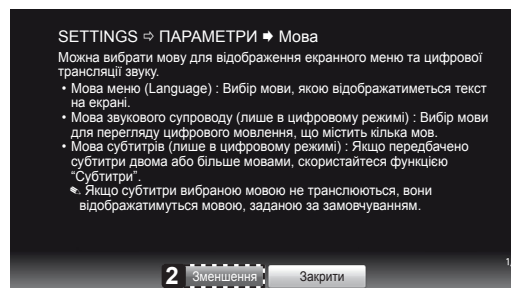 SETTINGS ⇨ ПАРАМЕТРИ ➡ Мова
Можна вибрати мову для відображення екранного меню та цифрової
трансляції звуку.
• Мова меню (Language) : Вибір мови, якою відображатиметься текст
на екрані.
• Мова звукового супроводу (лише в цифровому режимі) : Вибір мови
для перегляду цифрового мовлення, що містить кілька мов.
• Мова субтитрів (лише в цифровому режимі) : Якщо передбачено
субтитри двома або більше мовами, скористайтеся функцією
“Субтитри”.
✎ Якщо субтитри вибраною мовою не транслюються, вони
відображатимуться мовою, заданою за замовчуванням.
2 Зменшення Закрити